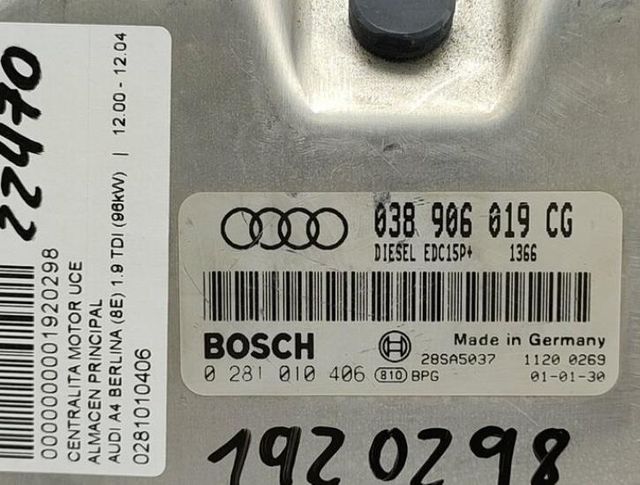 22470
0000000001920298
CENTRALITA MOTOR UCE
ALMACEN PRINCIPAL
AUDI A4 BERLINA (8E) 1.9 TDI (96kW) | 12.00 - 12.04
0281010406
038 906 019 CG
DIESEL EDC15P+ 1366
BOSCH
Made in Germany
28SA5037 1120 0269
0 281 010 406 810 BPG 01-01-30
1920298